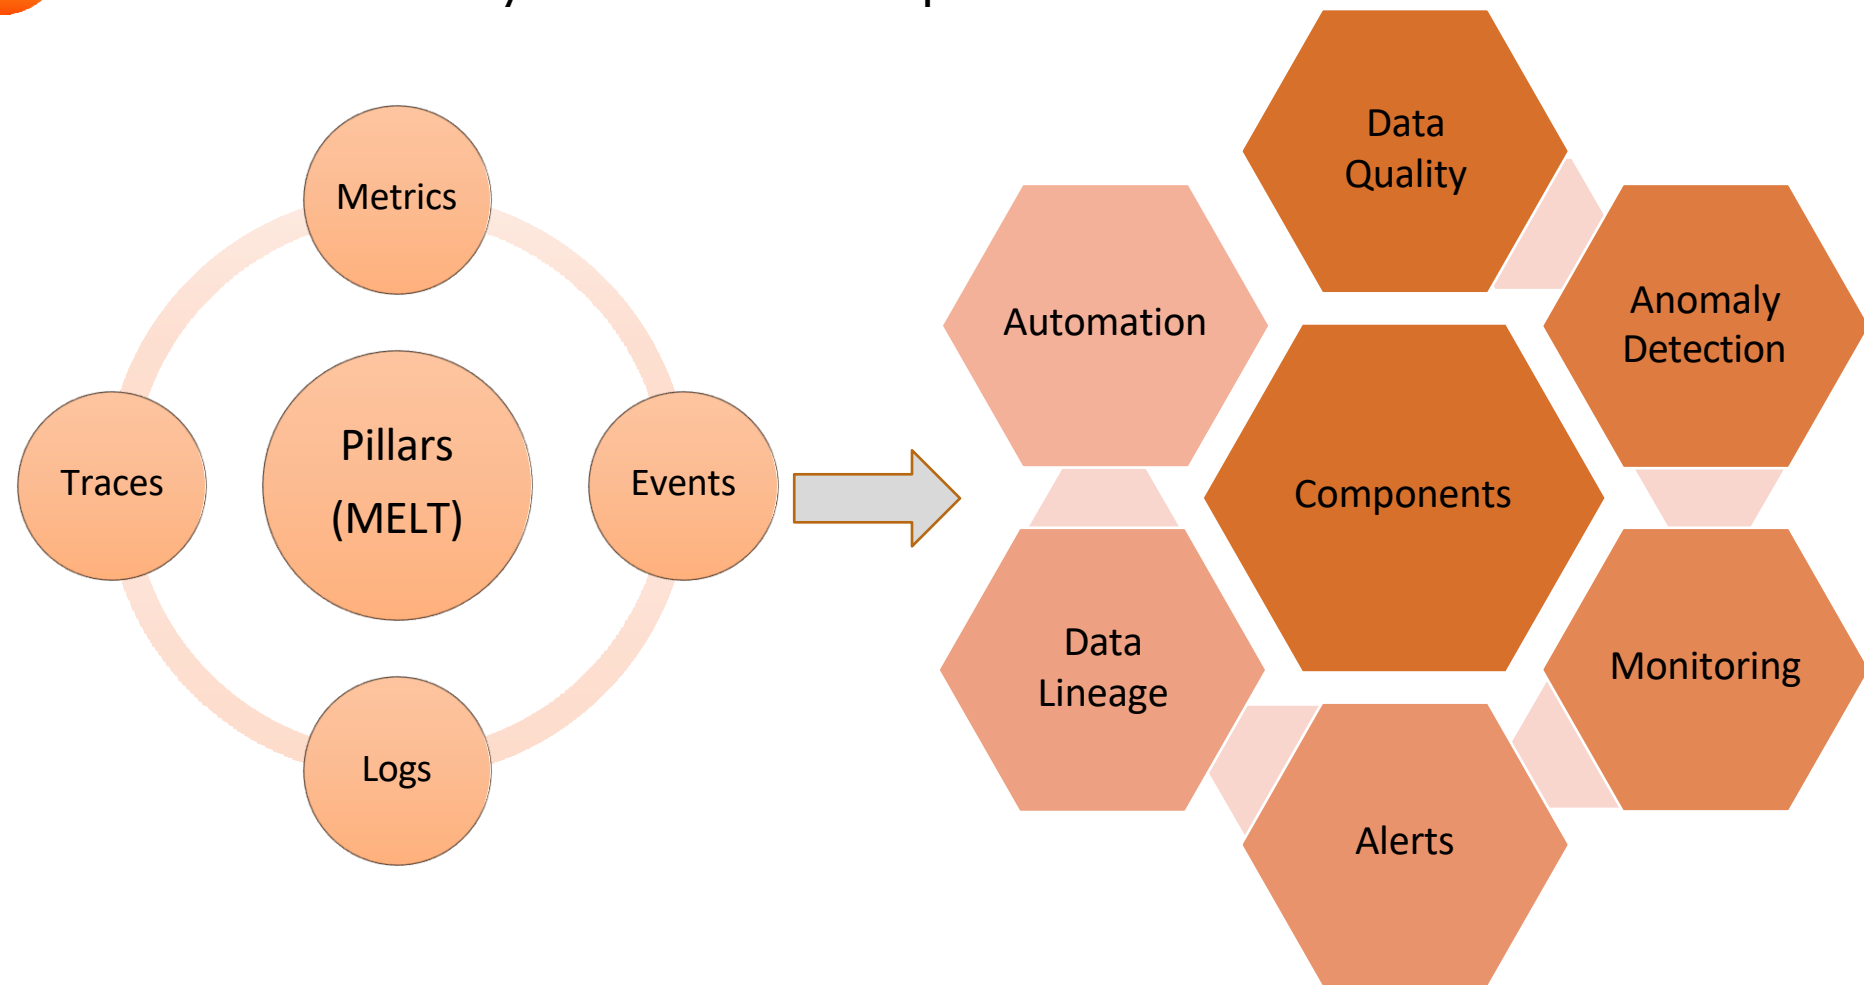 Metrics
Traces
Pillars
(MELT)
Events
Logs
Data
Quality
Automation
Anomaly
Detection
Components
Data
Lineage
Monitoring
Alerts